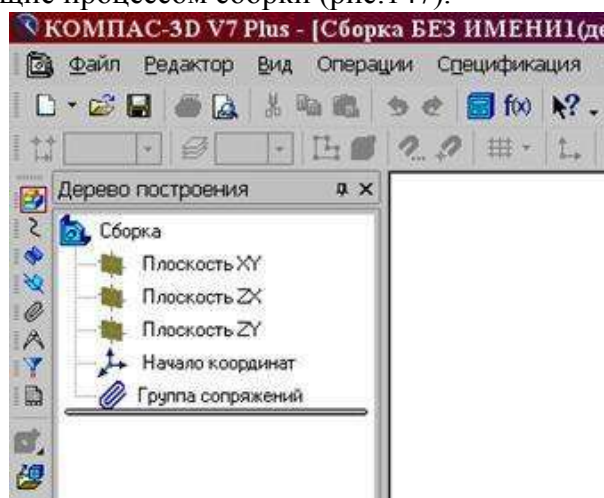 щие процессом сборки (рис.147).
КОМПАС-3D V7 Plus - [Сборка БЕЗ ИМЕНИ1(де
Файл Редактор Вид Операции Спецификация
f(x) ?
Дерево построения
Сборка
Плоскость XY
Плоскость ZX
Плоскость ZY
Начало координат
Группа сопряжений